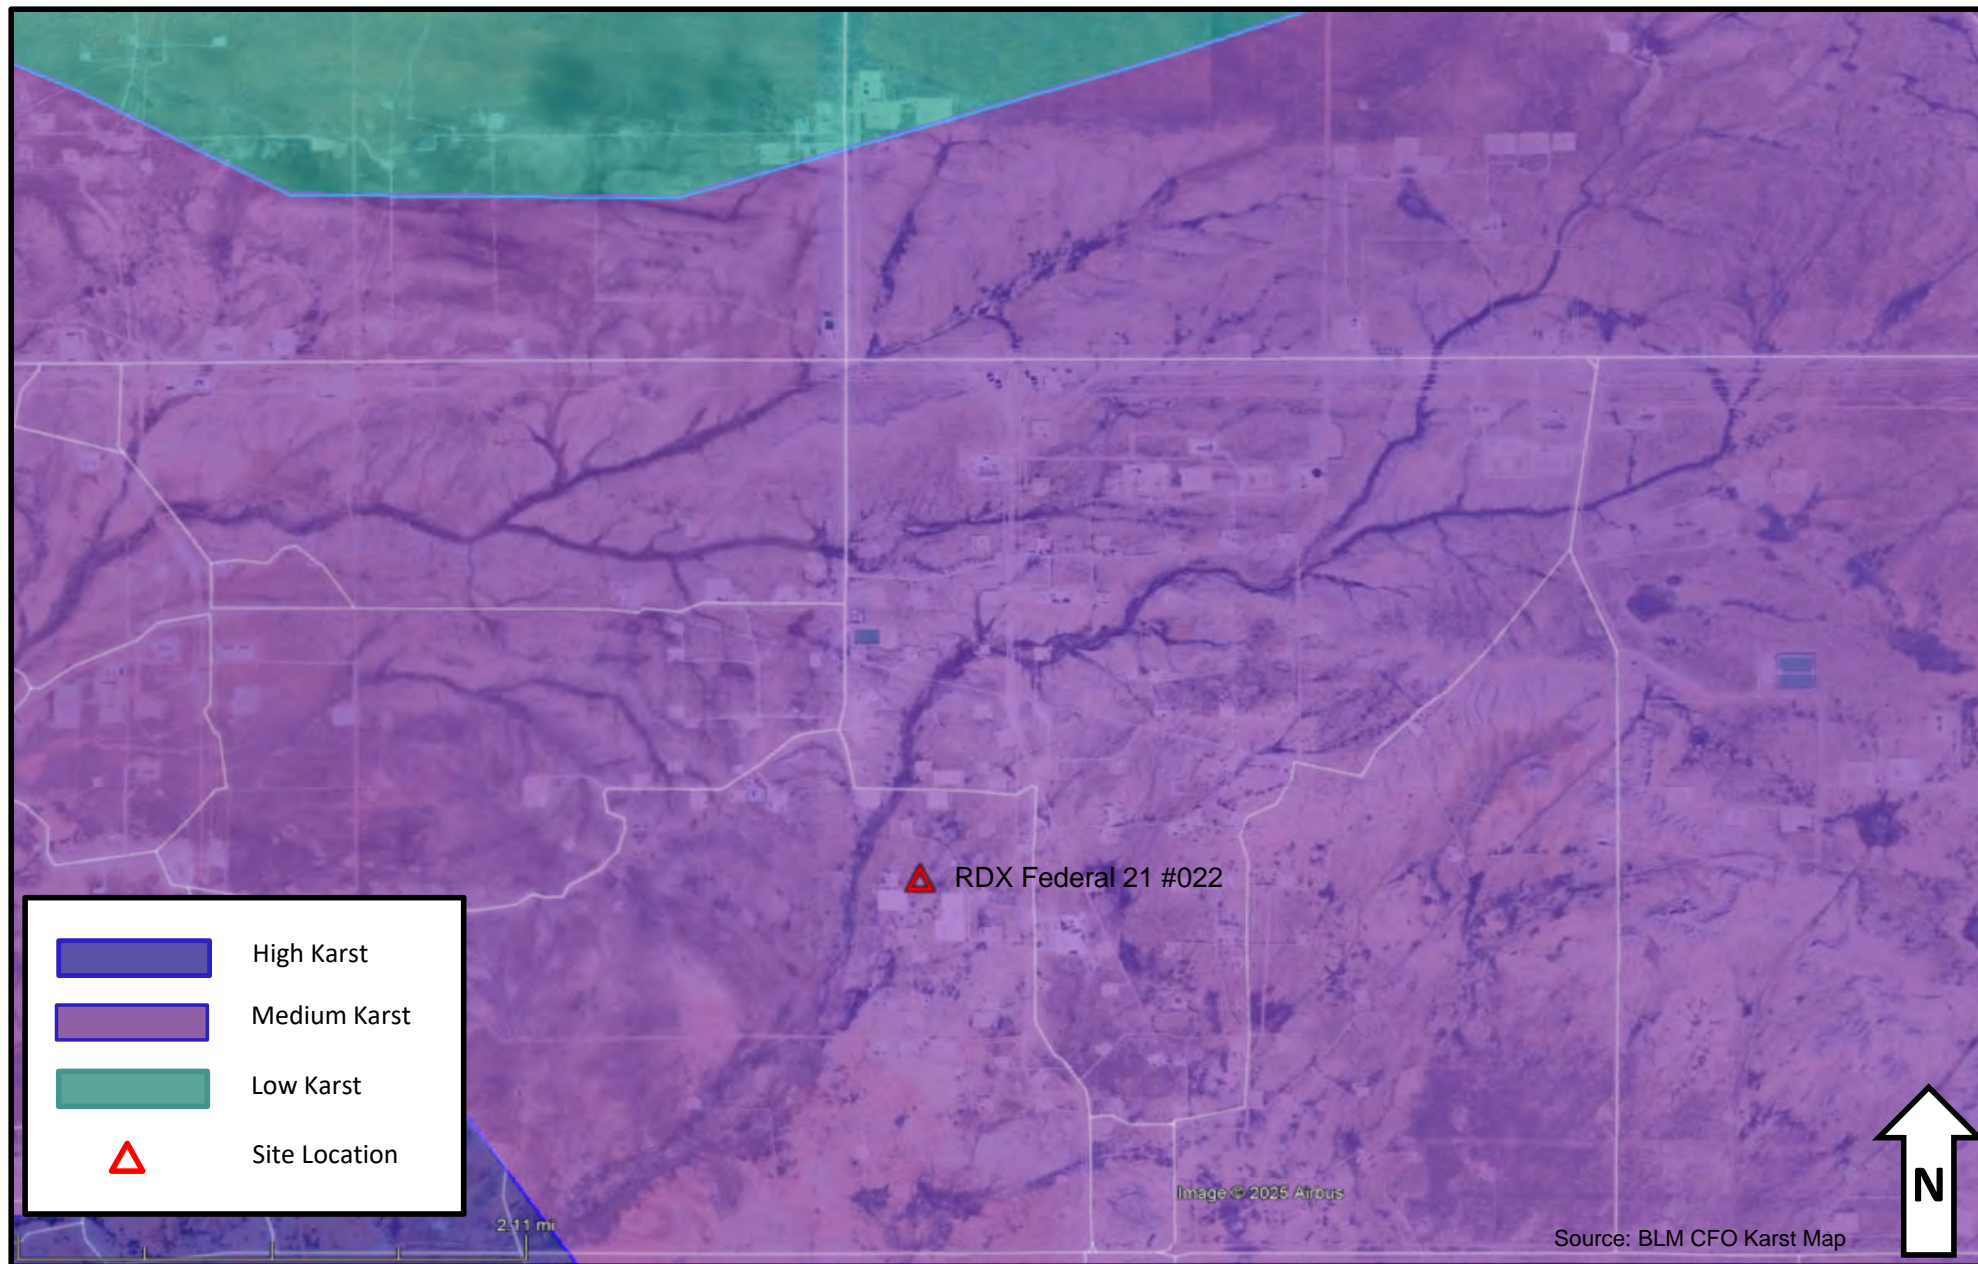 RDX Federal 21 #022
High Karst
Medium Karst
Low Karst
Site Location
2.11 mi
Image © 2025 Airbus
N
Source: BLM CFO Karst Map